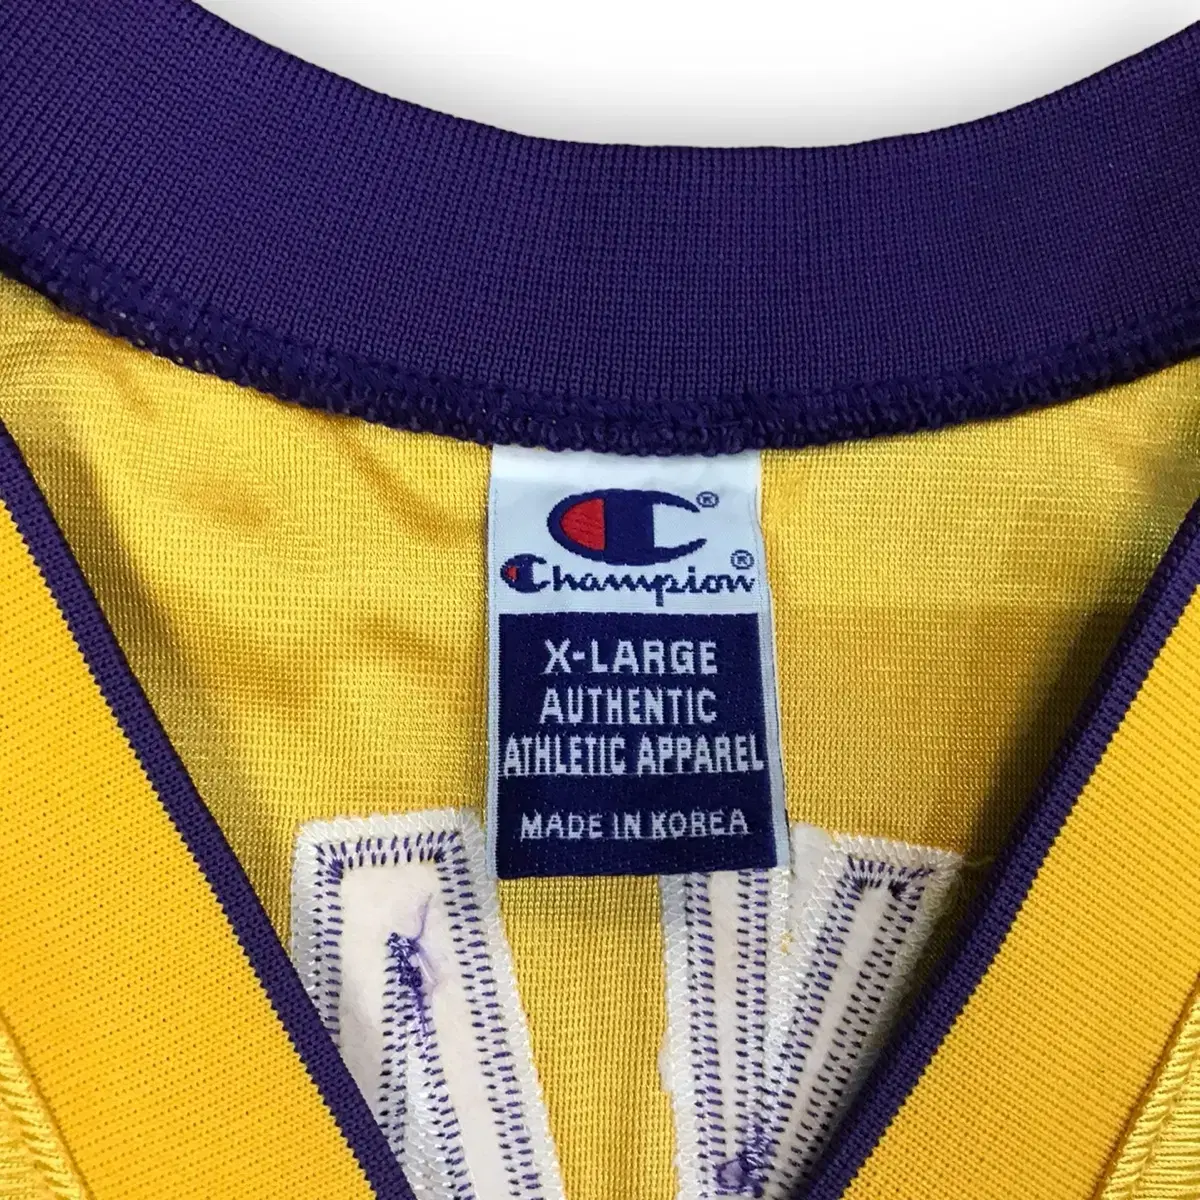 ®
Champion®
X-LARGE
AUTHENTIC
ATHLETIC APPAREL
MADE IN KOREA